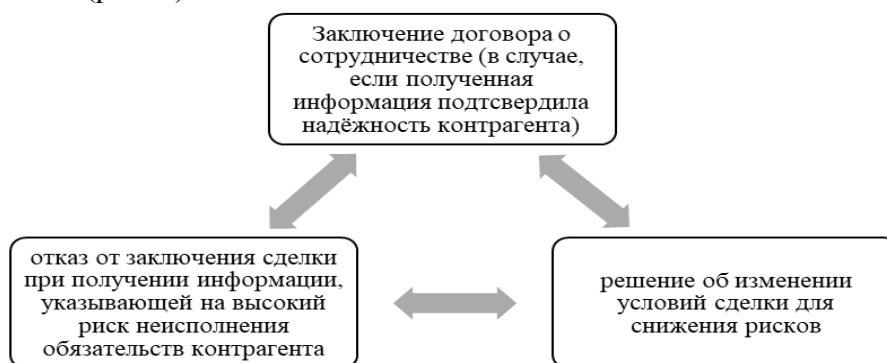 Заключение договора о
сотрудничестве (в случае,
если полученная
информация подтсвердила
надёжность контрагента)
отказ от заключения сделки
при получении информации,
указывающей на высокий
риск неисполнения
обязательств контрагента
решение об изменении
условий сделки для
снижения рисков